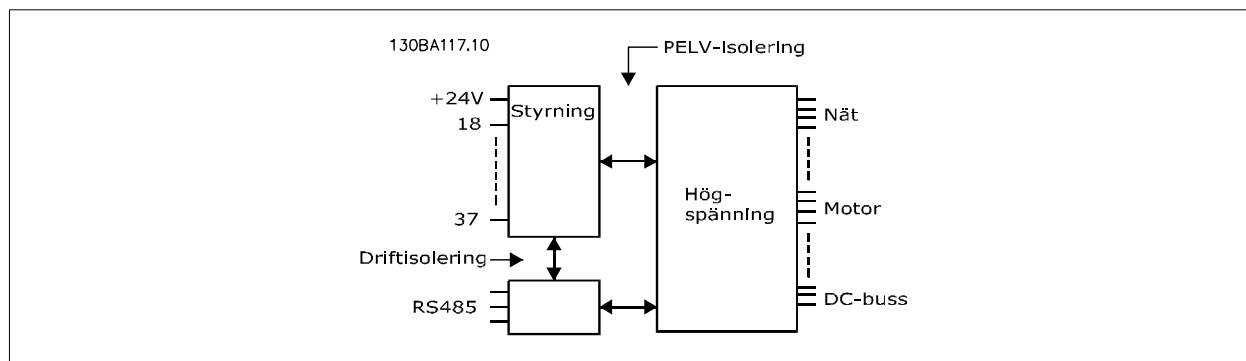 130BA117.10
PELV-isolering
+24V
Styrning
18
Nät
Hög-
spänning
37
Motor
Driftisolering
RS485
DC-buss